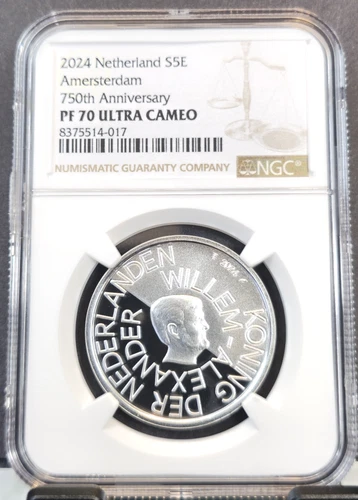 2024 Netherland S5E
Amersterdam
750th Anniversary
PF 70 ULTRA CAMEO
8375514-017
NUMISMATIC GUARANTY COMPANY
NGC®
KONING
DER NEDERLANDEN
WILLEM-ALEXANDER